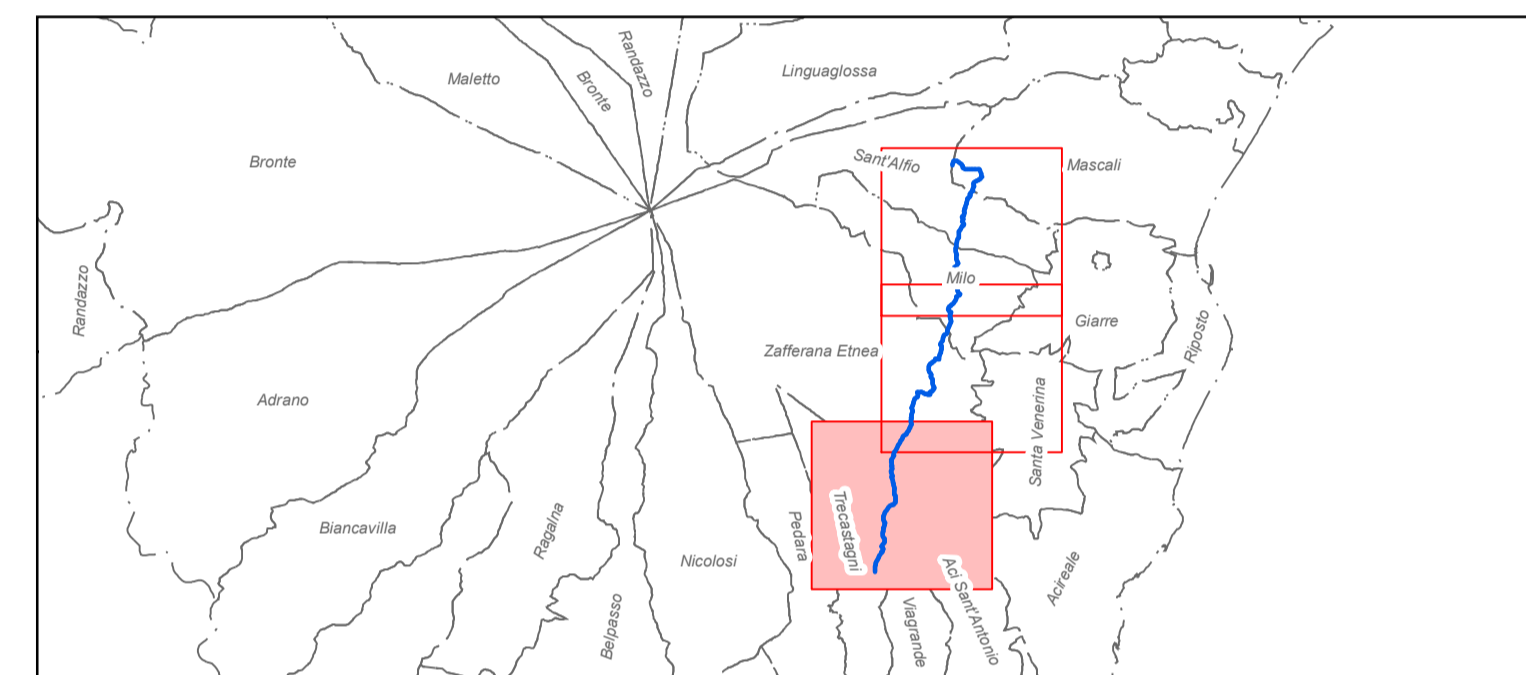 Randazzo
Maletto
Bronte
Linguaglossa
Bronte
Sant'Alfio
Mascali
Randazzo
Milo
Giarre
Riposto
Zafferana Etnea
Adrano
Santa Venerina
Biancavilla
Ragalna
Pedara
Trecastagni
Nicolosi
Acireale
Belpasso
Viagrande
Aci Sant'Antonio